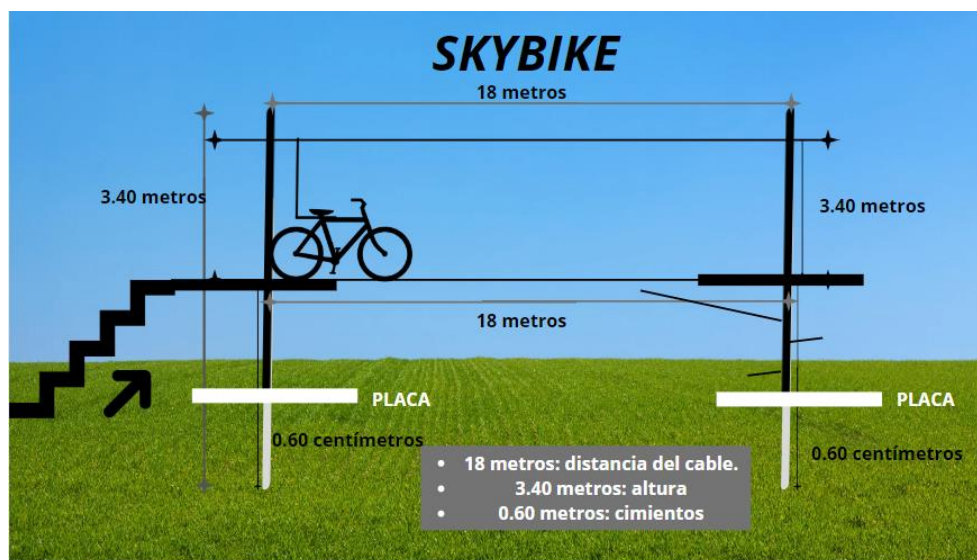 SKYBIKE
18 metros
3.40 metros
3.40 metros
18 metros
PLACA
PLACA
0.60 centímetros
0.60 centímetros
• 18 metros: distancia del cable.
• 3.40 metros: altura
• 0.60 metros: cimientos